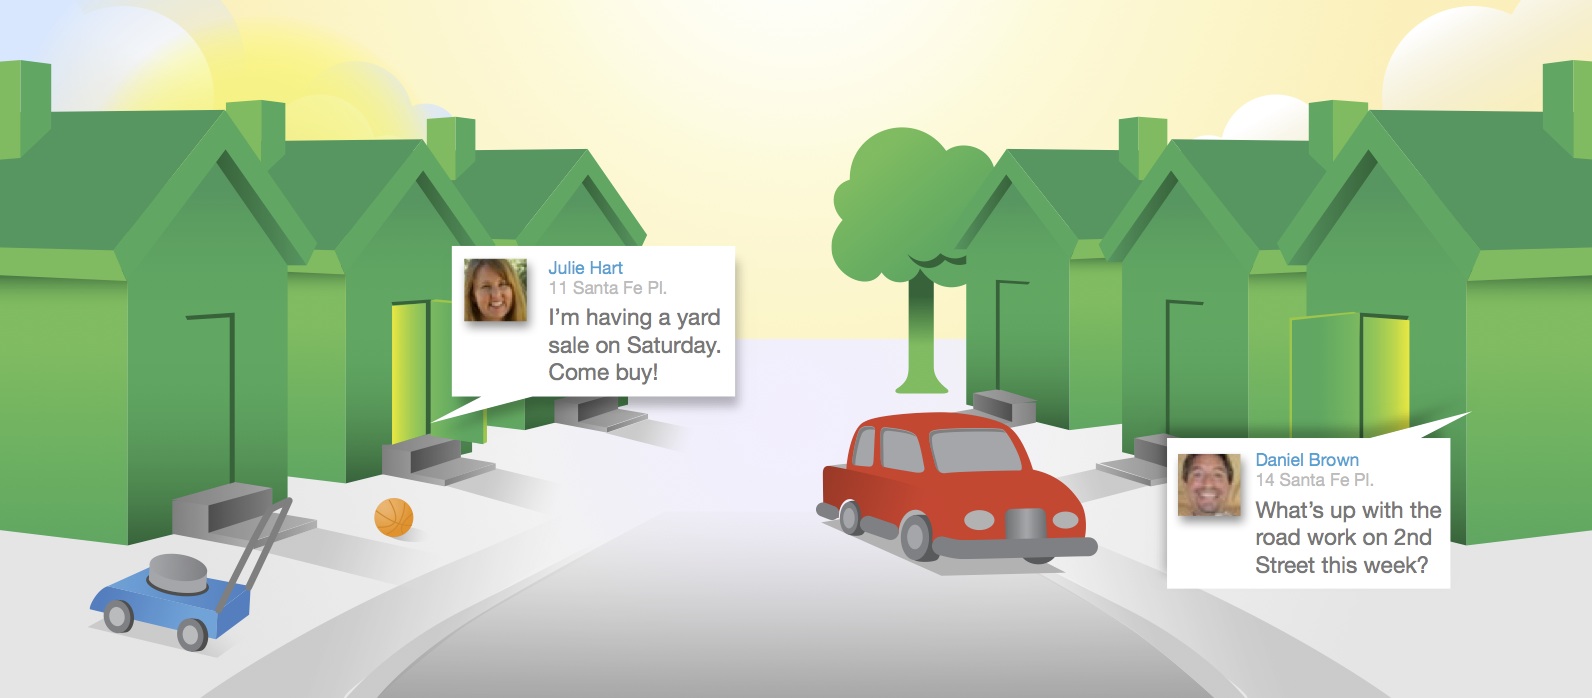 Julie Hart
11 Santa Fe Pl.
I'm having a yard
sale on Saturday.
Come buy!
Daniel Brown
14 Santa Fe Pl.
What's up with the
road work on 2nd
Street this week?